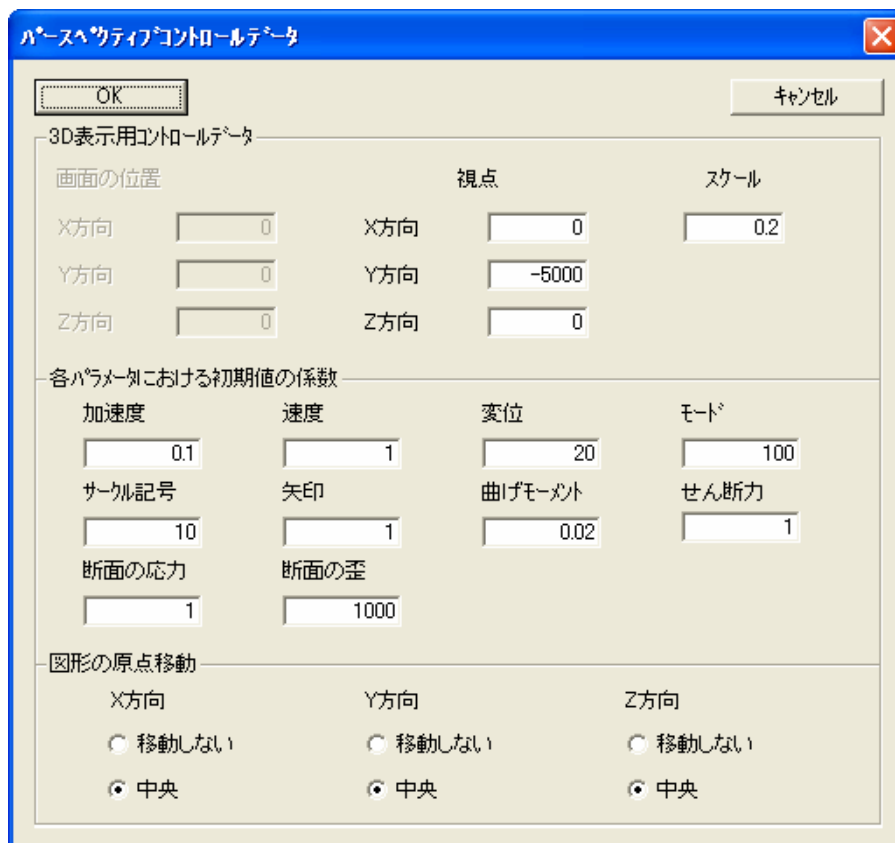 パースペクティブコントロールデータ
OK キャンセル
3D表示用コントロールデータ
画面の位置 視点 スケール
X方向 0 X方向 0 0.2
Y方向 0 Y方向 -5000
Z方向 0 Z方向 0
各パラメータにおける初期値の係数
加速度 速度 変位 モード
0.1 1 20 100
サークル記号 矢印 曲げモーメント せん断力
10 1 0.02 1
断面の応力 断面の歪
1 1000
図形の原点移動
X方向 Y方向 Z方向
移動しない 移動しない 移動しない
中央 中央 中央